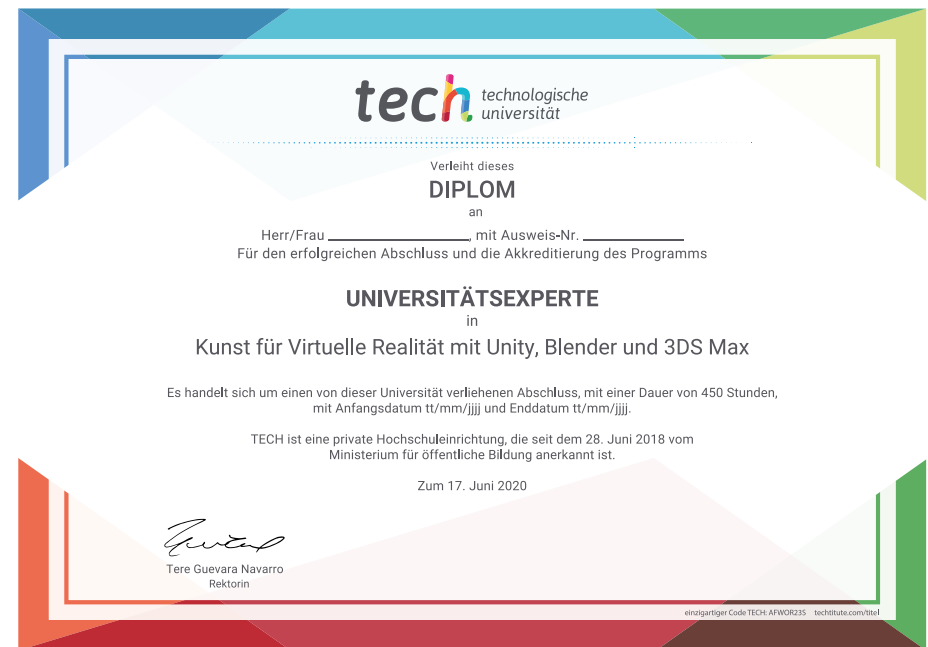 tech technologische
universität
Verleiht dieses
DIPLOM
an
Herr/Frau ____________, mit Ausweis-Nr. ____________
Für den erfolgreichen Abschluss und die Akkreditierung des Programms
UNIVERSITÄTSEXPERTE
in
Kunst für Virtuelle Realität mit Unity, Blender und 3DS Max
Es handelt sich um einen von dieser Universität verliehenen Abschluss, mit einer Dauer von 450 Stunden,
mit Anfangsdatum tt/mm/jjjj und Enddatum tt/mm/jjjj.
TECH ist eine private Hochschuleinrichtung, die seit dem 28. Juni 2018 vom
Ministerium für öffentliche Bildung anerkannt ist.
Zum 17. Juni 2020
Tere Guevara Navarro
Rektorin
einzigartiger Code TECH: AFWOR23S techtitute.com/titel